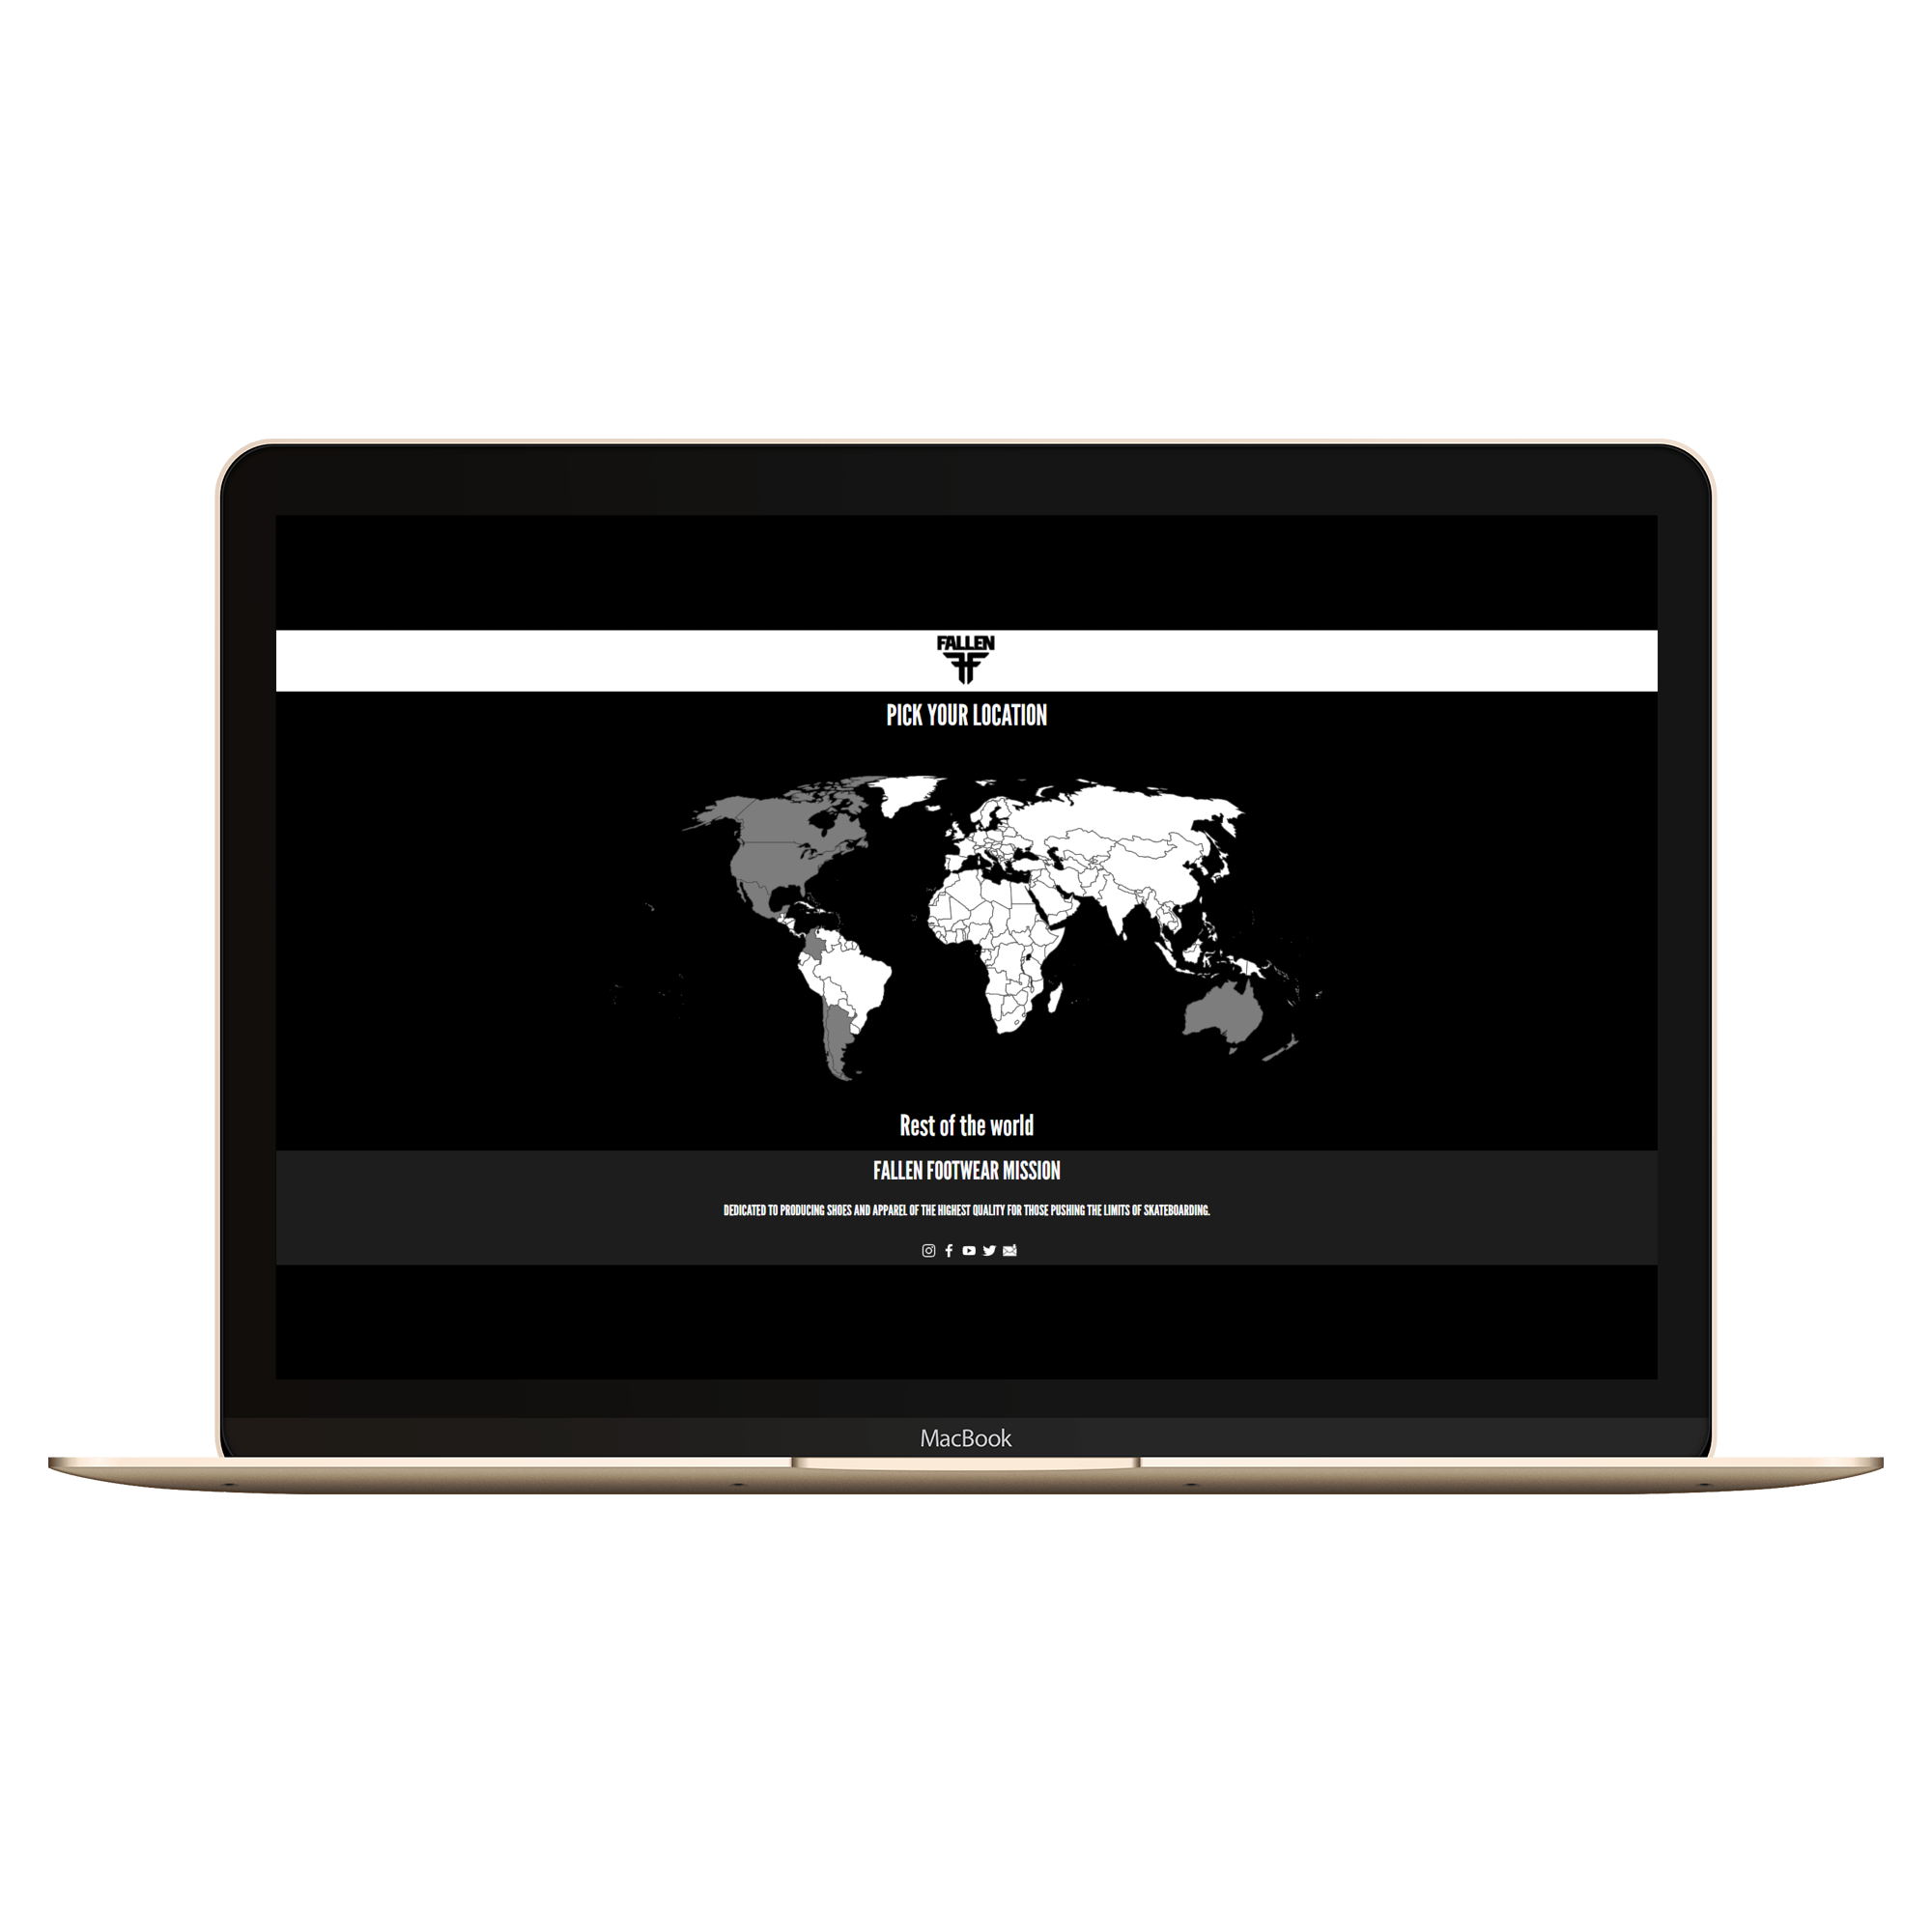 FALLEN
PICK YOUR LOCATION
Rest of the world
FALLEN FOOTWEAR MISSION
DEDICATED TO PRODUCING SHOES AND APPAREL OF THE HIGHEST QUALITY FOR THOSE PUSHING THE LIMITS OF SKATEBOARDING.
MacBook